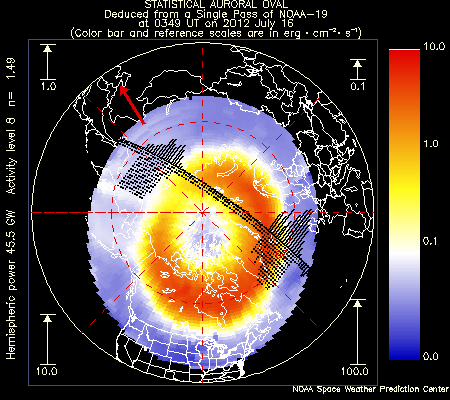 STATISTICAL AURORAL OVAL
Deduced from a Single Pass of NOAA-19
at 0349 UT on 2012 July 16
(Color bar and reference scales are in erg · cm⁻² · s⁻¹)
1.0
0.1
10.0
100.0
Hemispheric power 45.5 GW Activity level 8 n= 1.49
10.0
1.0
0.1
0.0
NOAA Space Weather Prediction Center